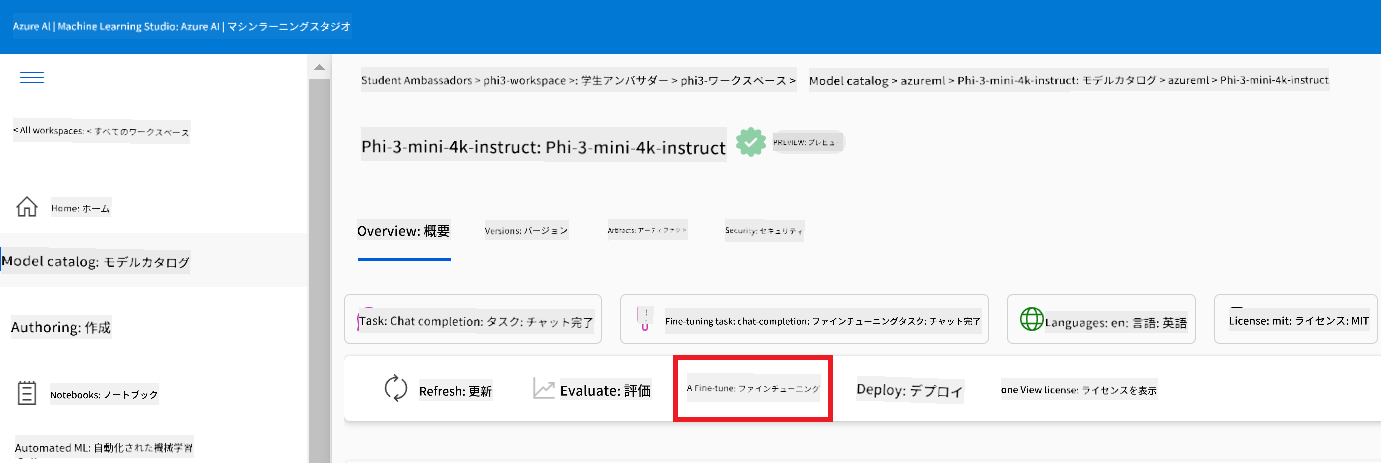 Azure AI | Machine Learning Studio: Azure AI | マシンラーニングスタジオ
Student Ambassadors > phi3-workspace >: 学生アンバサダー > phi3-ワークスペース >
Model catalog > azureml > Phi-3-mini-4k-instruct: モデルカタログ > azureml > Phi-3-mini-4k-instruct
< All workspaces: < すべてのワークスペース
Phi-3-mini-4k-instruct: Phi-3-mini-4k-instruct
PREVIEW: プレビュ
Home: ホーム
Model catalog: モデルカタログ
Authoring: 作成
Notebooks: ノートブック
Automated ML: 自動化された機械学習
Overview: 概要
Versions: バージョン
Artiracts: アーティファクト
Security: セキュリティ
Task: Chat completion: タスク: チャット完了
Fine-tuning task: chat-completion: ファインチューニングタスク: チャット完了
Languages: en: 言語: 英語
License: mit: ライセンス: MIT
Refresh: 更新
Evaluate: 評価
A Fine-tune: ファインチューニング
Deploy: デプロイ
one View license: ライセンスを表示